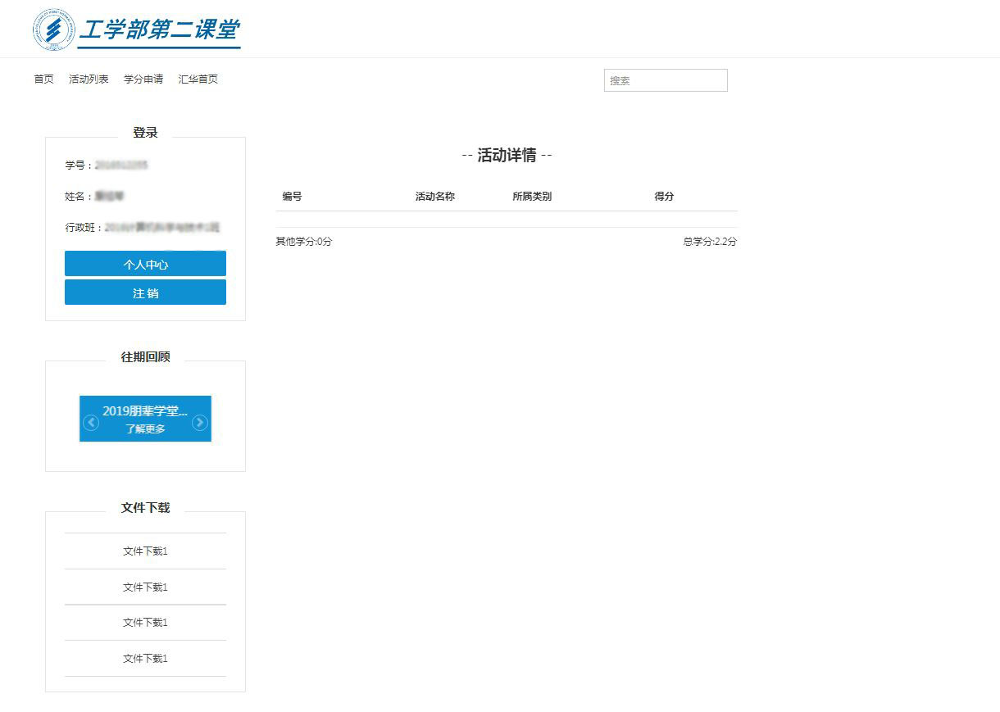 工学部第二课堂
首页 活动列表 学分申请 汇华首页
搜索
登录
学号：
姓名：
行政班：
个人中心
注 销
往期回顾
2019朋辈学堂...
了解更多
文件下载
文件下载1
文件下载1
文件下载1
文件下载1
-- 活动详情 --
编号 活动名称 所属类别 得分
其他学分:0分 总学分:2.2分